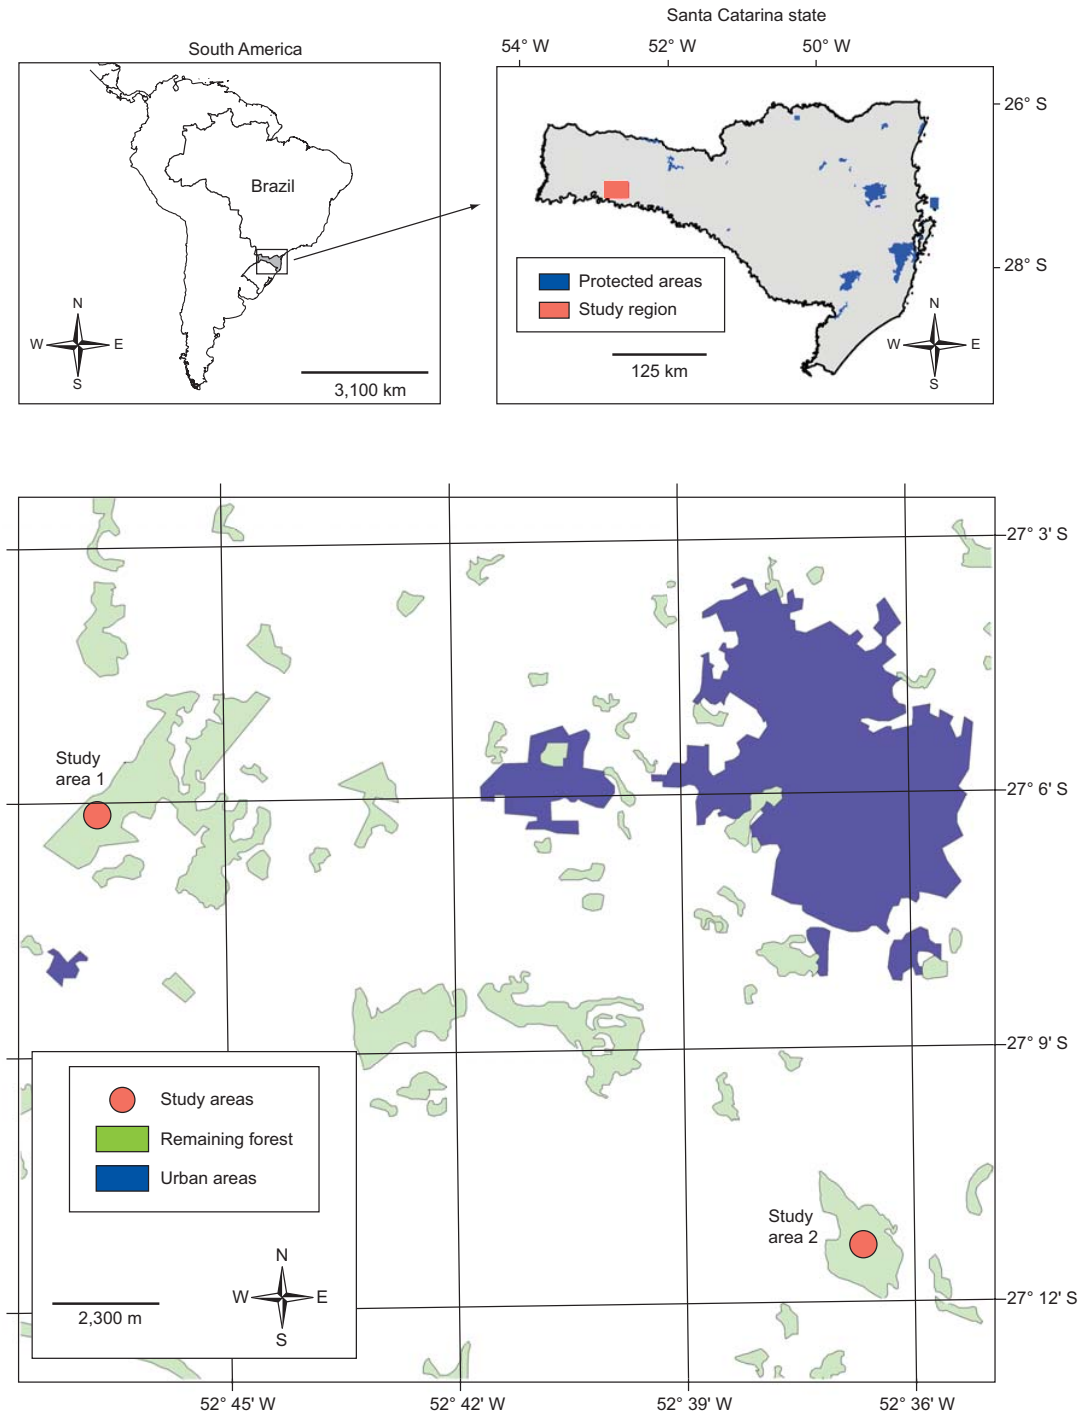 South America
Brazil
N
W E
S
3,100 km
Santa Catarina state
54° W 52° W 50° W
26° S
28° S
Protected areas
Study region
125 km
N
W E
S
27° 3' S
Study
area 1
27° 6' S
27° 9' S
Study areas
Remaining forest
Urban areas
Study
area 2
N
W E
S
2,300 m
27° 12' S
52° 45' W 52° 42' W 52° 39' W 52° 36' W